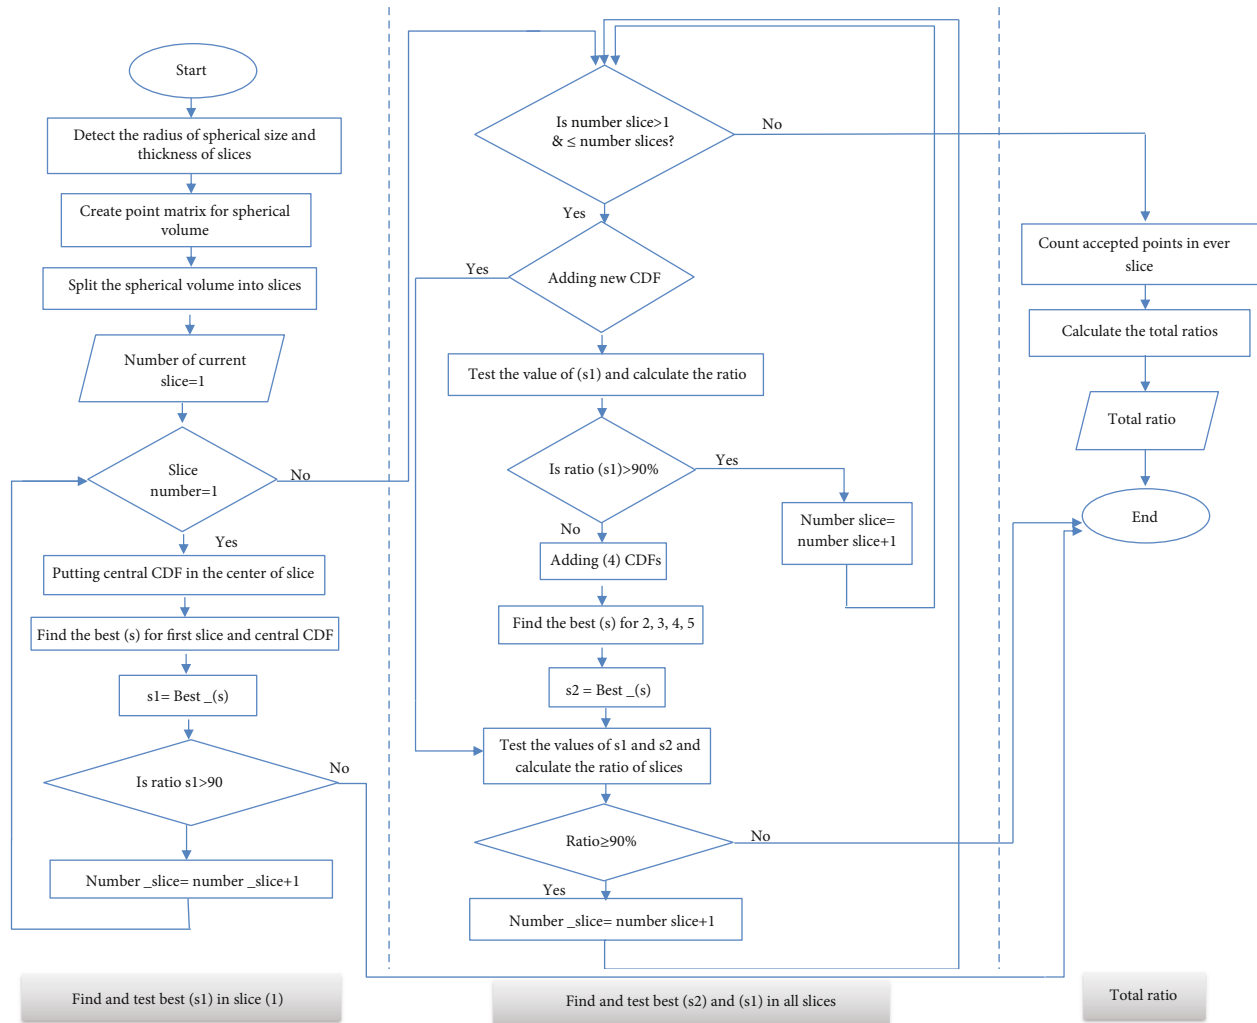 Start
Detect the radius of spherical size and
thickness of slices
Create point matrix for spherical
volume
Split the spherical volume into slices
Number of current
slice=1
Slice
number=1
No
Yes
Putting central CDF in the center of slice
Find the best (s) for first slice and central CDF
s1= Best _(s)
Is ratio s1>90
No
Number _slice= number _slice+1
Find and test best (s1) in slice (1)
Is number slice>1
& ≤ number slices?
No
Yes
Yes
Adding new CDF
Test the value of (s1) and calculate the ratio
Is ratio (s1)>90%
Yes
No
Number slice=
number slice+1
Adding (4) CDFs
Find the best (s) for 2, 3, 4, 5
s2 = Best _(s)
Test the values of s1 and s2 and
calculate the ratio of slices
Ratio≥90%
No
Yes
Number _slice= number slice+1
Find and test best (s2) and (s1) in all slices
Count accepted points in ever
slice
Calculate the total ratios
Total ratio
End
Total ratio